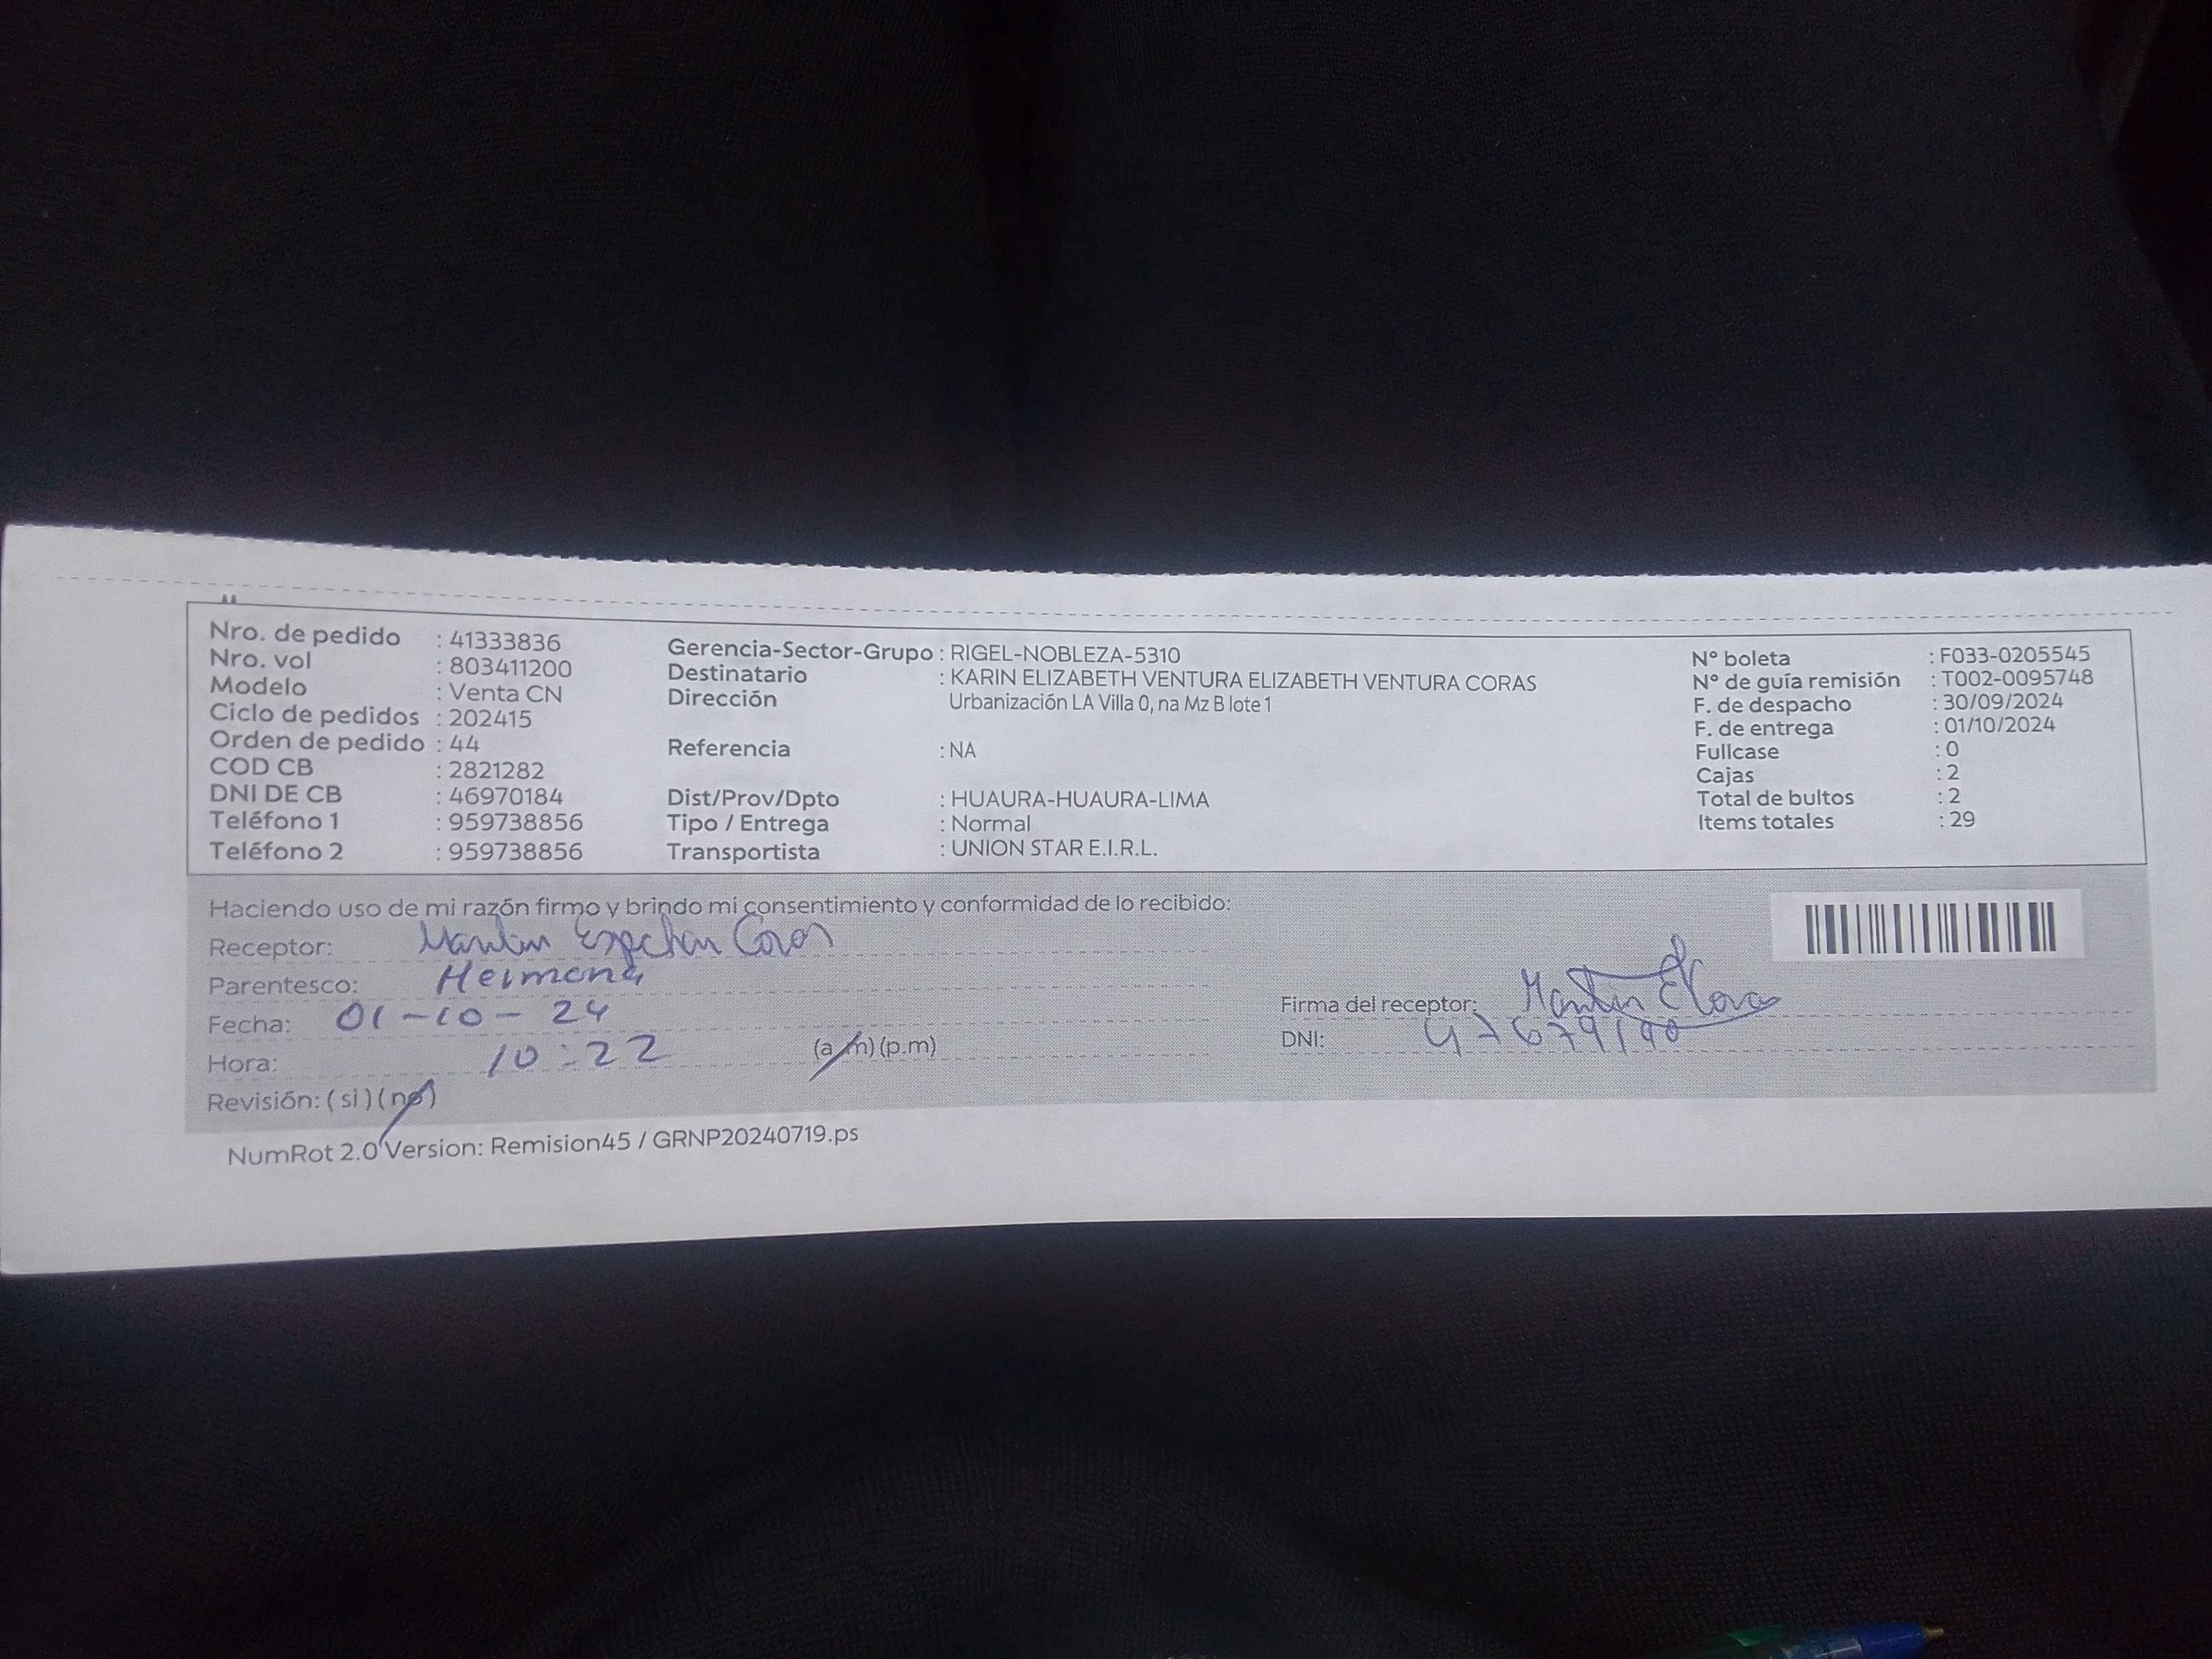 Nro. de pedido : 41333836
Nro. vol : 803411200
Modelo : Venta CN
Ciclo de pedidos : 202415
Orden de pedido : 44
COD CB : 2821282
DNI DE CB : 46970184
Teléfono 1 : 959738856
Teléfono 2 : 959738856
Gerencia-Sector-Grupo : RIGEL-NOBLEZA-5310
Destinatario : KARIN ELIZABETH VENTURA ELIZABETH VENTURA CORAS
Dirección Urbanización LA Villa 0, na Mz B lote 1
Referencia : NA
Dist/Prov/Dpto : HUAURA-HUAURA-LIMA
Tipo / Entrega : Normal
Transportista : UNION STAR E.I.R.L.
N° boleta : F033-0205545
N° de guía remisión : T002-0095748
F. de despacho : 30/09/2024
F. de entrega : 01/10/2024
Fullcase : 0
Cajas : 2
Total de bultos : 2
Items totales : 29
Haciendo uso de mi razón firmo y brindo mi consentimiento y conformidad de lo recibido:
Receptor: Coras
Parentesco: Hermana
Fecha: 01-10-24
Hora: 10:22 (a.m) (p.m)
Revisión: ( si ) ( no )
Firma del receptor:
DNI: 47679190
NumRot 2.0 Version: Remision45 / GRNP20240719.ps